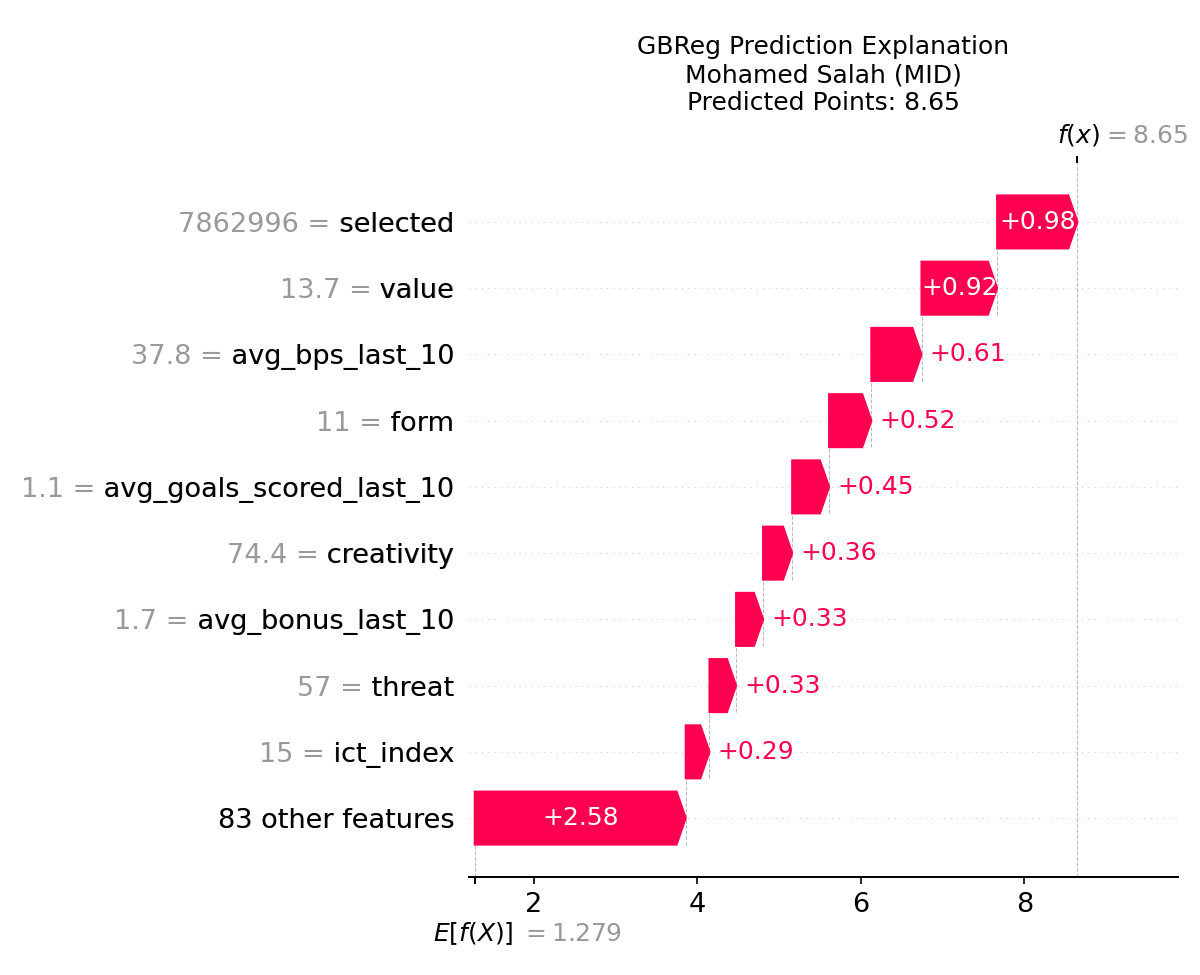 GBReg Prediction Explanation
Mohamed Salah (MID)
Predicted Points: 8.65
f(x) = 8.65
7862996 = selected +0.98
13.7 = value +0.92
37.8 = avg_bps_last_10 +0.61
11 = form +0.52
1.1 = avg_goals_scored_last_10 +0.45
74.4 = creativity +0.36
1.7 = avg_bonus_last_10 +0.33
57 = threat +0.33
15 = ict_index +0.29
83 other features +2.58
2 4 6 8
E[f(X)] = 1.279